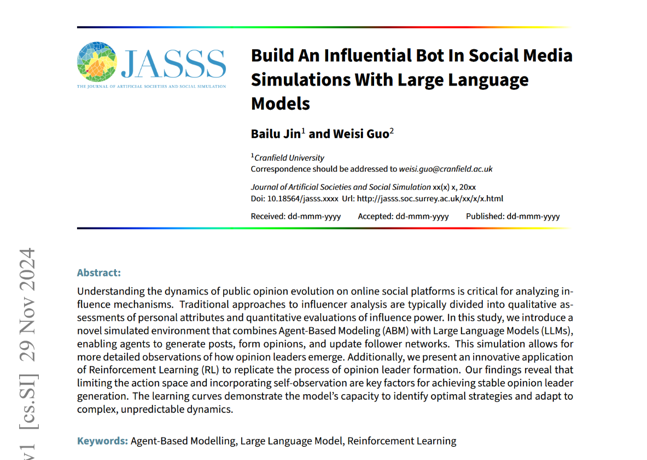 JASSS
THE JOURNAL OF ARTIFICIAL SOCIETIES AND SOCIAL SIMULATION
Build An Influential Bot In Social Media
Simulations With Large Language
Models
Bailu Jin1 and Weisi Guo2
1Cranfield University
Correspondence should be addressed to weisi.guo@cranfield.ac.uk
Journal of Artificial Societies and Social Simulation xx(x) x, 20xx
Doi: 10.18564/jasss.xxxx Url: http://jasss.soc.surrey.ac.uk/xx/x/x.html
Received: dd-mmm-yyyy Accepted: dd-mmm-yyyy Published: dd-mmm-yyyy
Abstract:
Understanding the dynamics of public opinion evolution on online social platforms is critical for analyzing in-
fluence mechanisms. Traditional approaches to influencer analysis are typically divided into qualitative as-
sessments of personal attributes and quantitative evaluations of influence power. In this study, we introduce a
novel simulated environment that combines Agent-Based Modeling (ABM) with Large Language Models (LLMs),
enabling agents to generate posts, form opinions, and update follower networks. This simulation allows for
more detailed observations of how opinion leaders emerge. Additionally, we present an innovative application
of Reinforcement Learning (RL) to replicate the process of opinion leader formation. Our findings reveal that
limiting the action space and incorporating self-observation are key factors for achieving stable opinion leader
generation. The learning curves demonstrate the model's capacity to identify optimal strategies and adapt to
complex, unpredictable dynamics.
Keywords: Agent-Based Modelling, Large Language Model, Reinforcement Learning
v1 [cs.SI] 29 Nov 2024